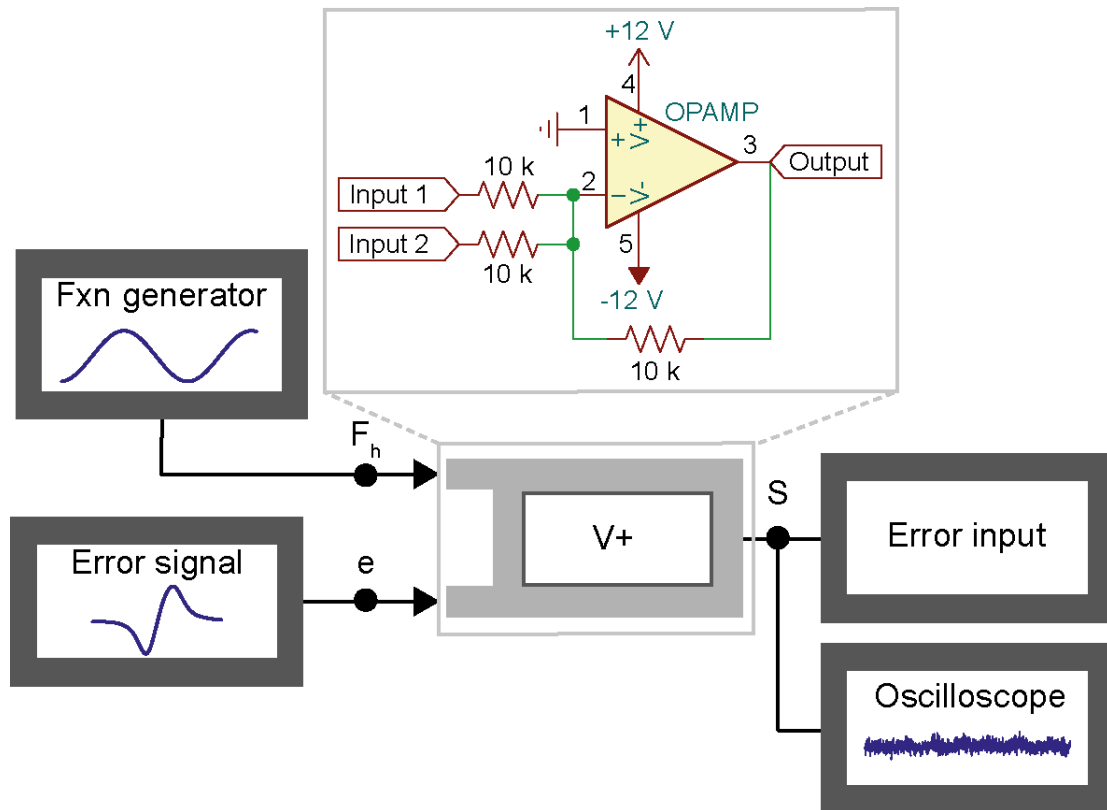 +12 V
4
OPAMP
1
+
V+
3
Output
10 k
Input 1
2
−
V-
Input 2
10 k
5
-12 V
10 k
Fxn generator
F h
S
V+
Error input
Error signal
e
Oscilloscope